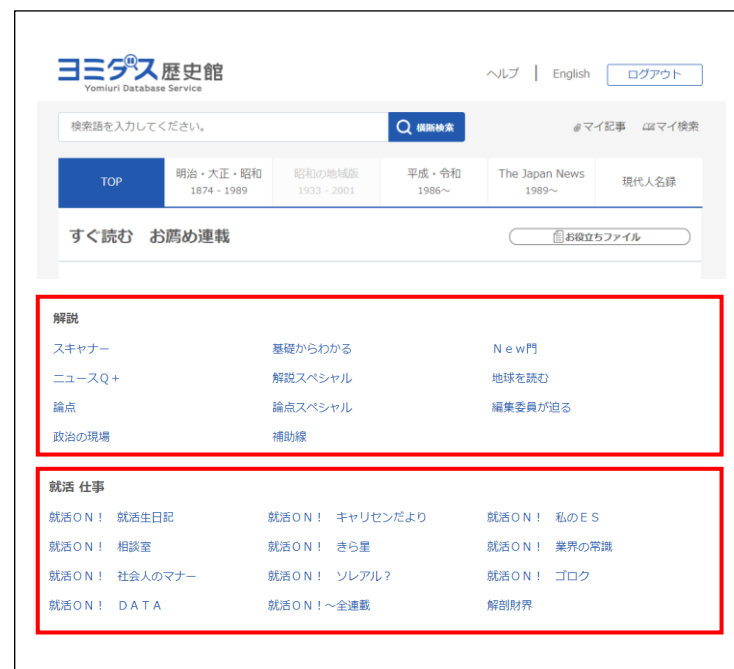 ヨミダス歴史館
Yomiuri Database Service
ヘルプ | English ログアウト
検索語を入力してください。 横断検索 マイ記事 マイ検索
TOP 明治・大正・昭和 昭和の地域版 平成・令和 The Japan News 現代人名録
1874 - 1989 1933 - 2001 1986～ 1989～
すぐ読む お薦め連載 お役立ちファイル
解説
スキャナー 基礎からわかる Ｎｅｗ門
ニュースＱ＋ 解説スペシャル 地球を読む
論点 論点スペシャル 編集委員が迫る
政治の現場 補助線
就活 仕事
就活ＯＮ！ 就活生日記 就活ＯＮ！ キャリセンだより 就活ＯＮ！ 私のＥＳ
就活ＯＮ！ 相談室 就活ＯＮ！ きら星 就活ＯＮ！ 業界の常識
就活ＯＮ！ 社会人のマナー 就活ＯＮ！ ソレアル？ 就活ＯＮ！ ゴロク
就活ＯＮ！ ＤＡＴＡ 就活ＯＮ！～全連載 解剖財界